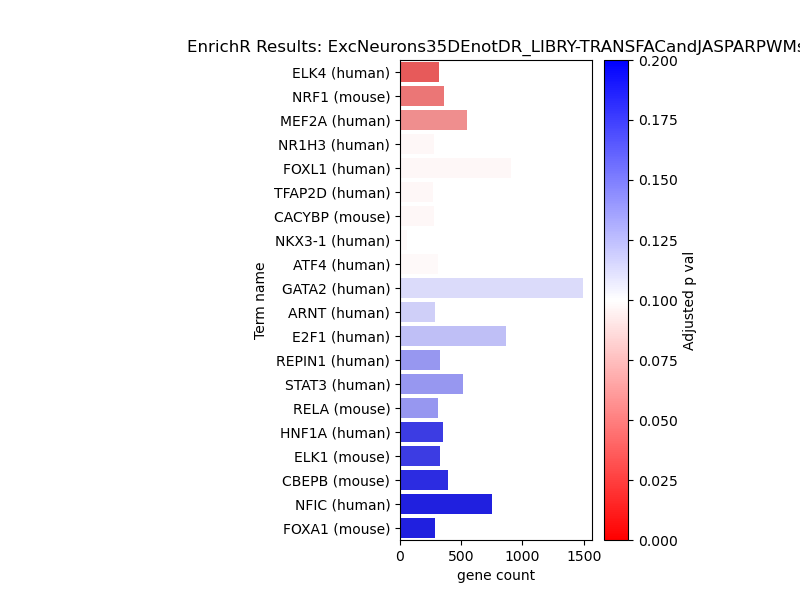 EnrichR Results: ExcNeurons35DEnotDR_LIBRY-TRANSFACandJASPARPWMs
ELK4 (human)
NRF1 (mouse)
MEF2A (human)
NR1H3 (human)
FOXL1 (human)
TFAP2D (human)
CACYBP (mouse)
NKX3-1 (human)
ATF4 (human)
GATA2 (human)
ARNT (human)
E2F1 (human)
REPIN1 (human)
STAT3 (human)
RELA (mouse)
HNF1A (human)
ELK1 (mouse)
CBEPB (mouse)
NFIC (human)
FOXA1 (mouse)
Term name
0 500 1000 1500
gene count
0.200
0.175
0.150
0.125
0.100
0.075
0.050
0.025
0.000
Adjusted p val